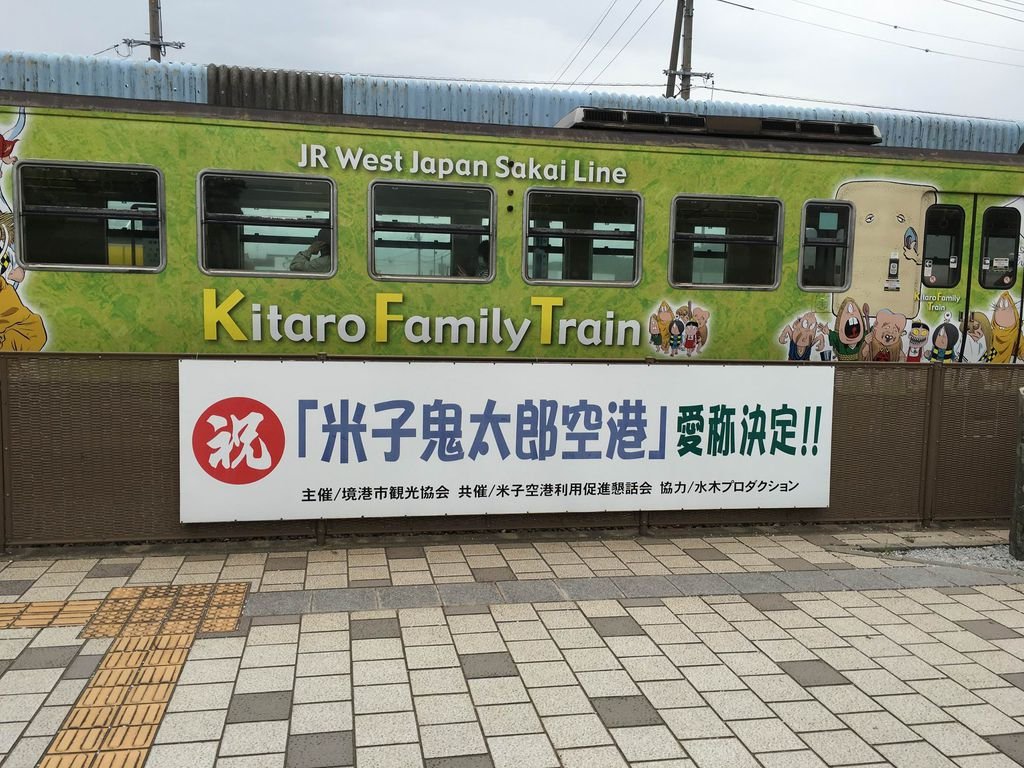 JR West Japan Sakai Line
Kitaro Family Train
Kitaro Family
Train
祝「米子鬼太郎空港」愛称決定!!
主催/境港市観光協会 共催/米子空港利用促進懇話会 協力/水木プロダクション